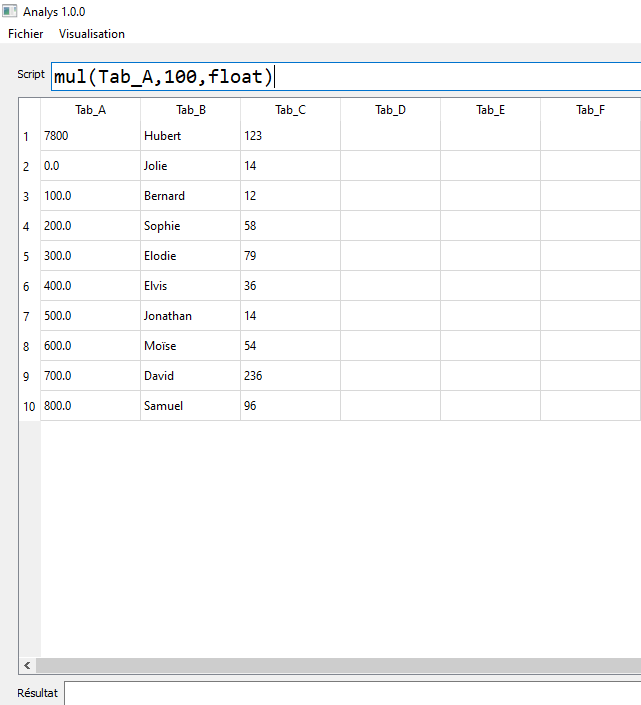 Analys 1.0.0
Fichier Visualisation
Script mul(Tab_A,100,float)
Tab_A Tab_B Tab_C Tab_D Tab_E Tab_F
1 7800 Hubert 123
2 0.0 Jolie 14
3 100.0 Bernard 12
4 200.0 Sophie 58
5 300.0 Elodie 79
6 400.0 Elvis 36
7 500.0 Jonathan 14
8 600.0 Moïse 54
9 700.0 David 236
10 800.0 Samuel 96
Résultat